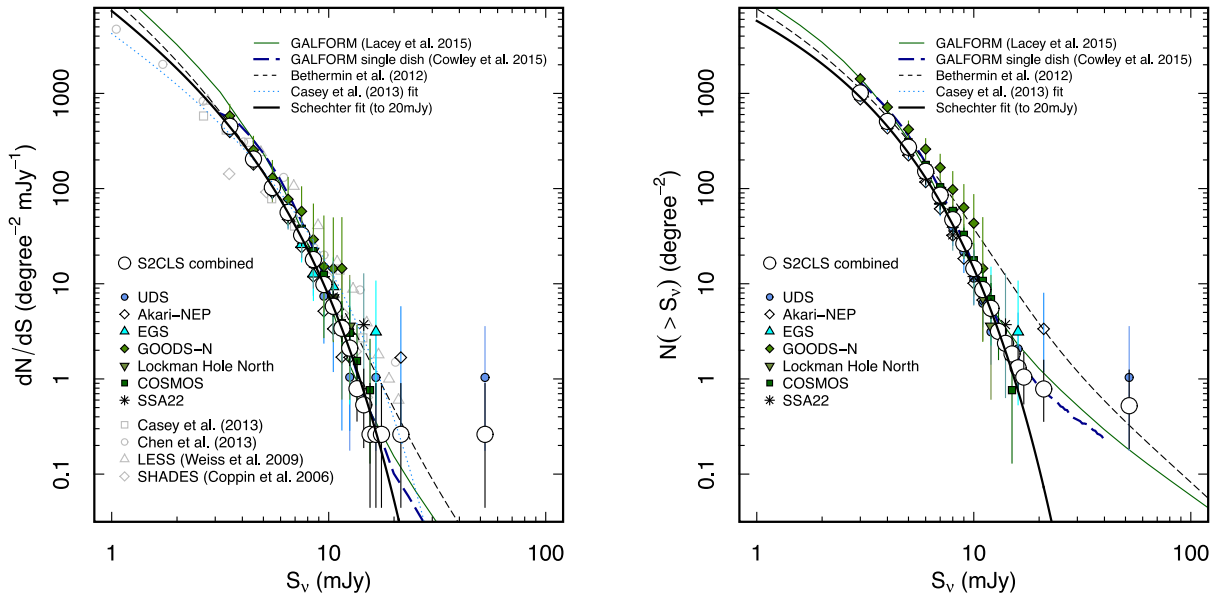 GALFORM (Lacey et al. 2015)
GALFORM single dish (Cowley et al. 2015)
Bethermin et al. (2012)
Casey et al. (2013) fit
Schechter fit (to 20mJy)
S2CLS combined
UDS
Akari−NEP
EGS
GOODS−N
Lockman Hole North
COSMOS
SSA22
Casey et al. (2013)
Chen et al. (2013)
LESS (Weiss et al. 2009)
SHADES (Coppin et al. 2006)
dN/dS (degree⁻² mJy⁻¹)
1000
100
10
1
0.1
1
10
100
Sν (mJy)
GALFORM (Lacey et al. 2015)
GALFORM single dish (Cowley et al. 2015)
Bethermin et al. (2012)
Casey et al. (2013) fit
Schechter fit (to 20mJy)
S2CLS combined
UDS
Akari−NEP
EGS
GOODS−N
Lockman Hole North
COSMOS
SSA22
N( > Sν) (degree⁻²)
1000
100
10
1
0.1
1
10
100
Sν (mJy)